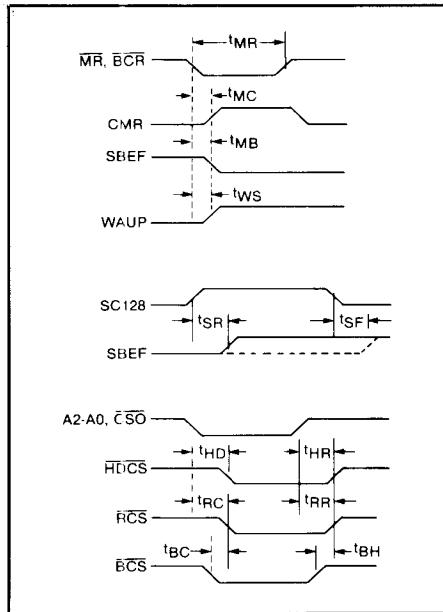 tMR
MR, BCR
tMC
CMR
tMB
SBEF
tWS
WAUP
SC128
tSR
tSF
SBEF
A2-A0, CSO
tHD
tHR
HDCS
tRC
tRR
RCS
tBC
tBH
BCS